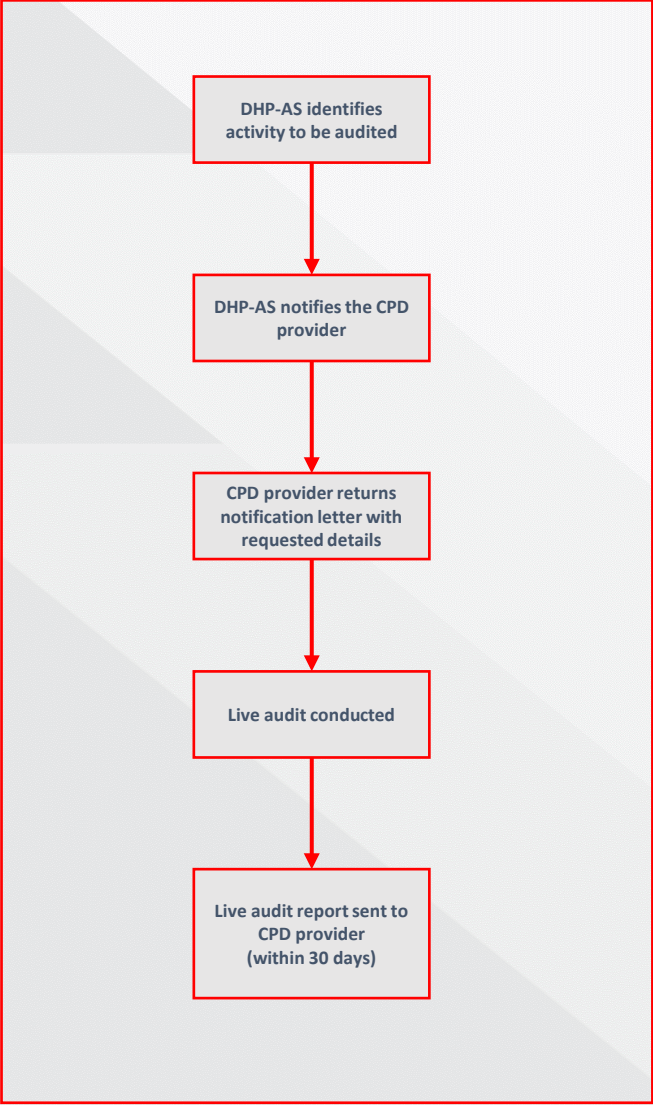 DHP-AS identifies
activity to be audited
DHP-AS notifies the CPD
provider
CPD provider returns
notification letter with
requested details
Live audit conducted
Live audit report sent to
CPD provider
(within 30 days)